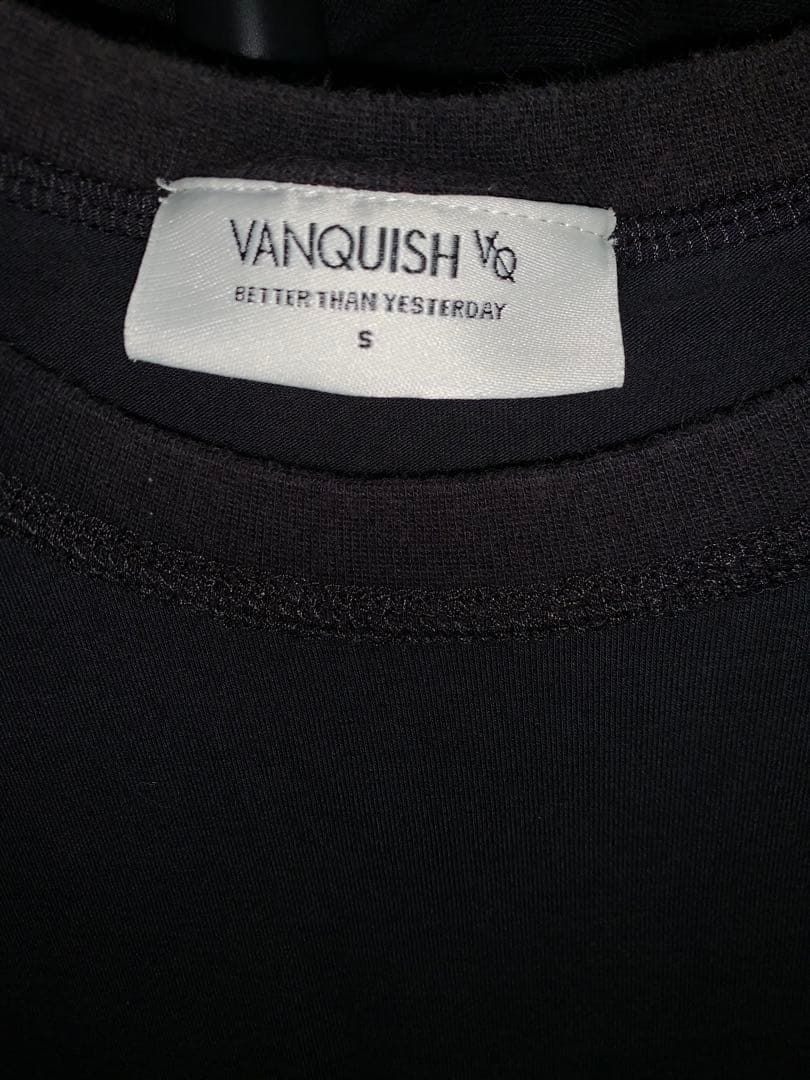 VANQUISH VQ
BETTER THAN YESTERDAY
S